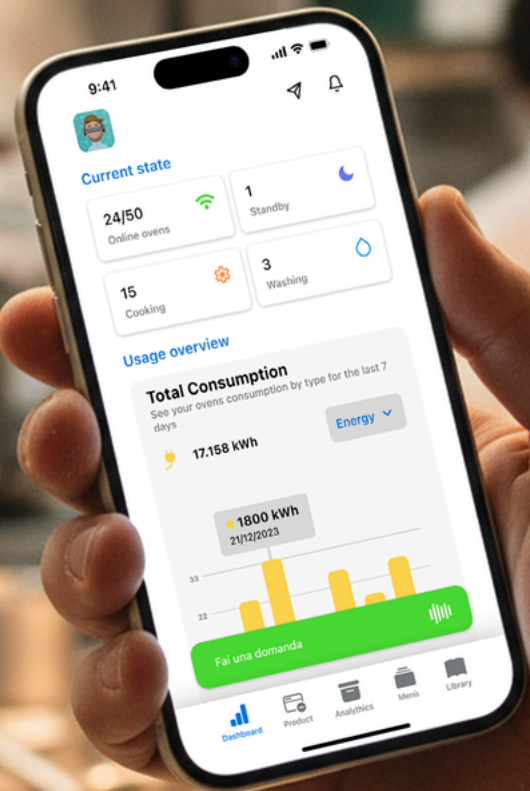 9:41
Current state
24/50
Online ovens
1
Standby
15
Cooking
3
Washing
Usage overview
Total Consumption
See your ovens consumption by type for the last 7
days
17.158 kWh
Energy
1800 kWh
21/12/2023
33
22
Fai una domanda
Dashboard
Product
Analythics
Menù
Library